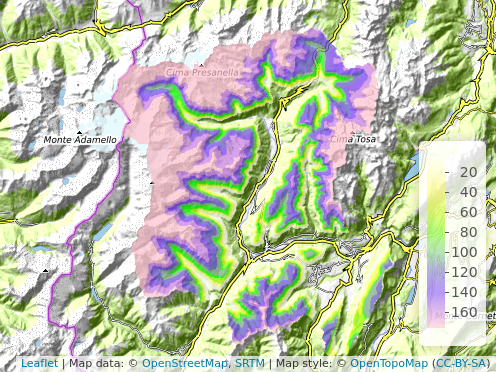 Cima Presanella
Monte Adamello
Cima Tosa
20
40
60
80
100
120
140
160
Leaflet | Map data: © OpenStreetMap, SRTM | Map style: © OpenTopoMap (CC-BY-SA)